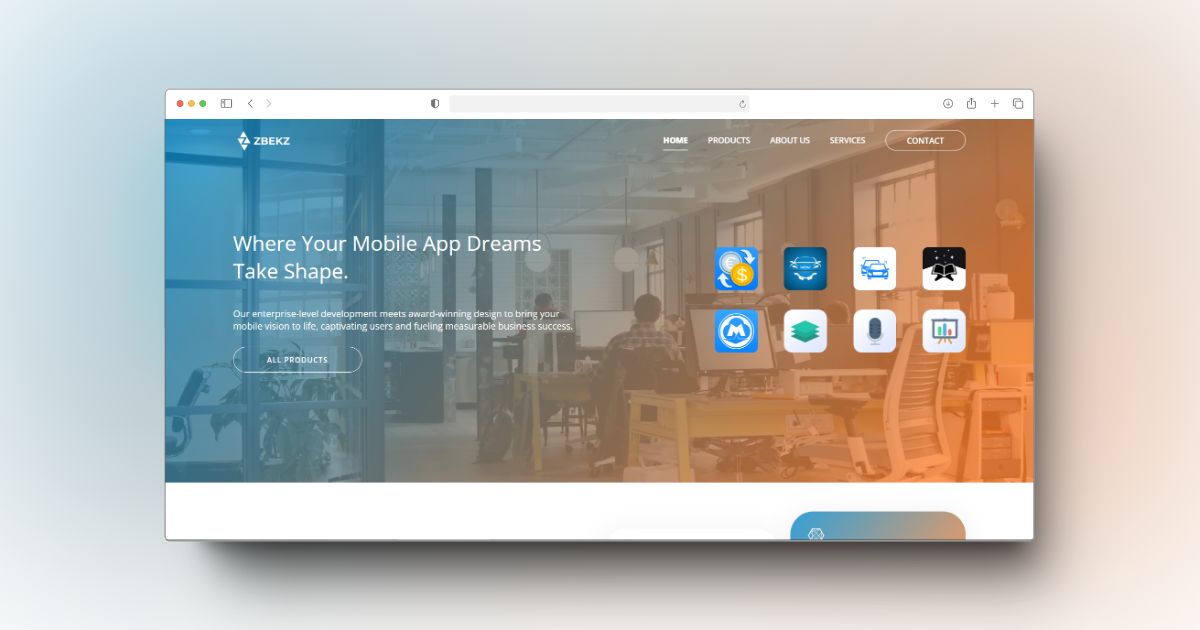 ZBEKZ
HOME PRODUCTS ABOUT US SERVICES CONTACT
Where Your Mobile App Dreams
Take Shape.
Our enterprise-level development meets award-winning design to bring your
mobile vision to life, captivating users and fueling measurable business success.
ALL PRODUCTS
€
$
M